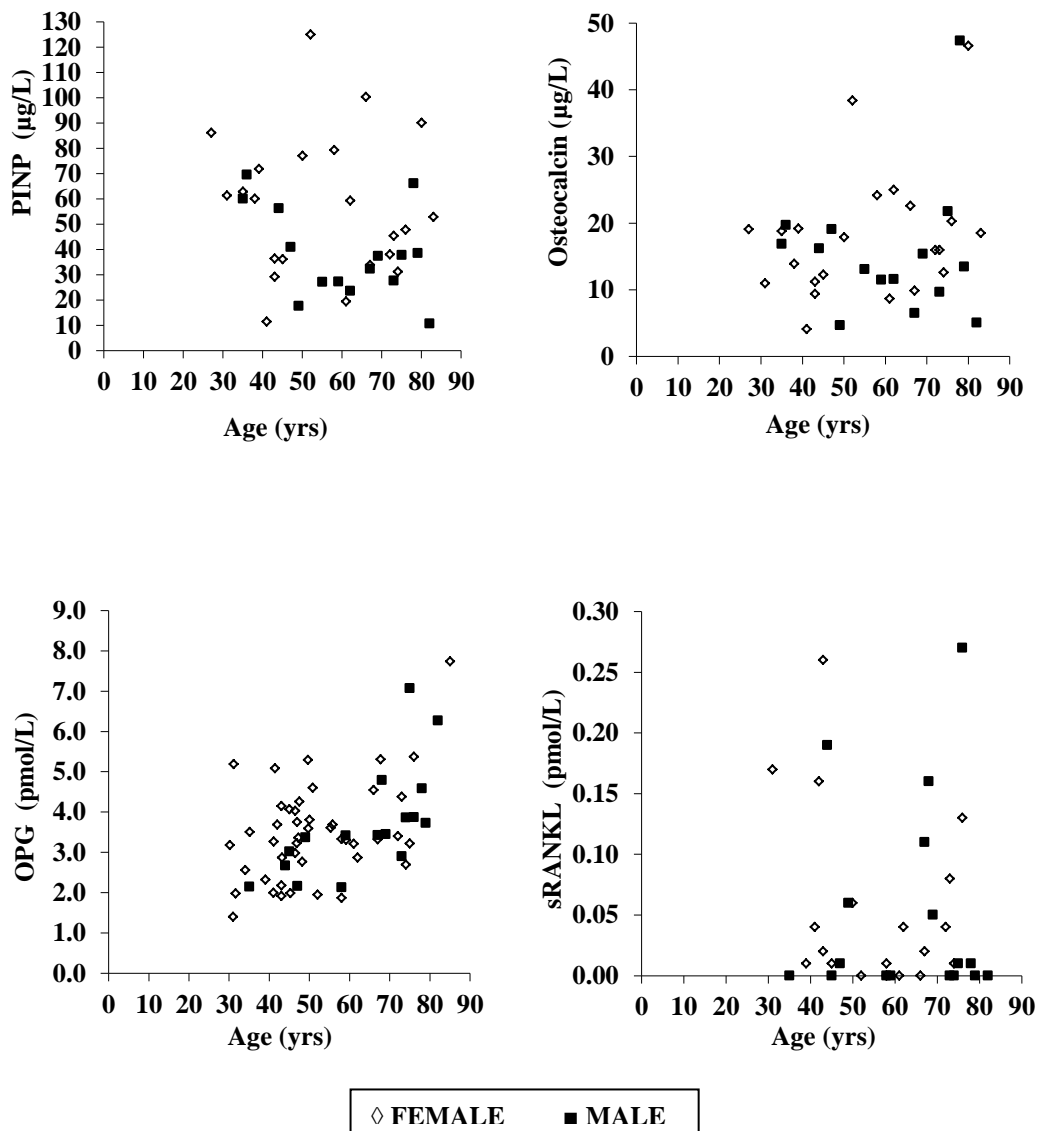 PINP (µg/L)
130
120
110
100
90
80
70
60
50
40
30
20
10
0
0 10 20 30 40 50 60 70 80 90
Age (yrs)
Osteocalcin (µg/L)
50
40
30
20
10
0
0 10 20 30 40 50 60 70 80 90
Age (yrs)
OPG (pmol/L)
9.0
8.0
7.0
6.0
5.0
4.0
3.0
2.0
1.0
0.0
0 10 20 30 40 50 60 70 80 90
Age (yrs)
sRANKL (pmol/L)
0.30
0.25
0.20
0.15
0.10
0.05
0.00
0 10 20 30 40 50 60 70 80 90
Age (yrs)
FEMALE MALE